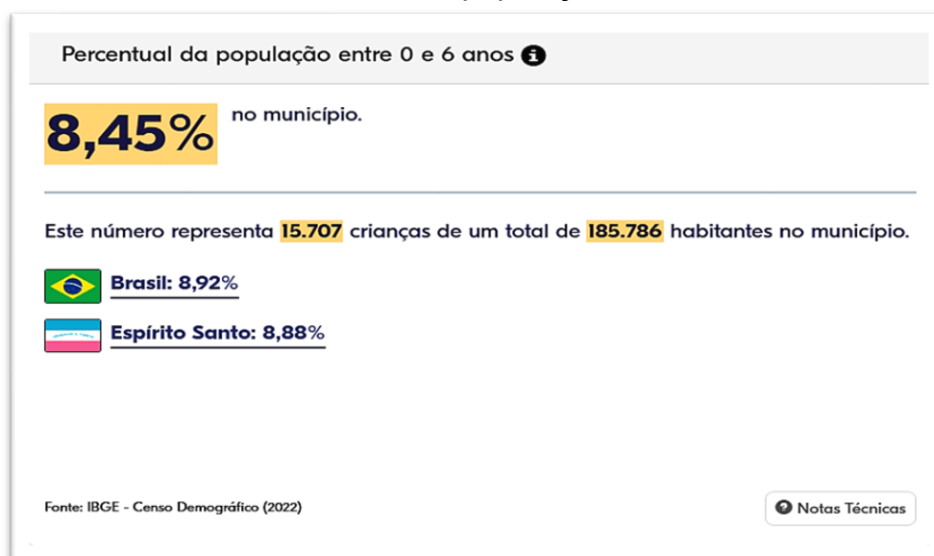 Percentual da população entre 0 e 6 anos
8,45% no município.
Este número representa 15.707 crianças de um total de 185.786 habitantes no município.
Brasil: 8,92%
Espírito Santo: 8,88%
Fonte: IBGE - Censo Demográfico (2022)
Notas Técnicas